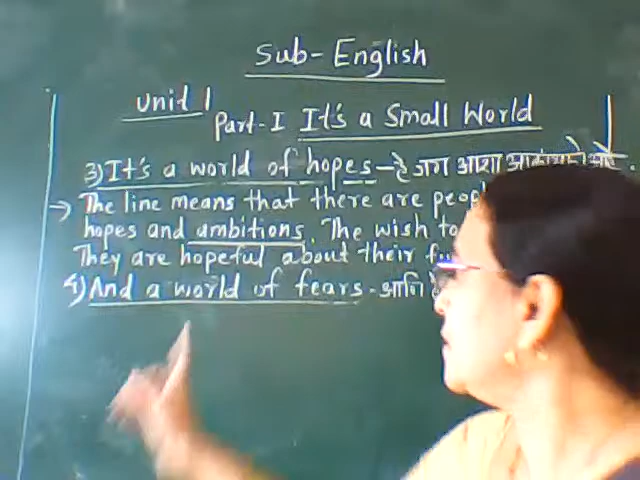 Sub- English
Unit 1
Part-I It's a Small World
3) It's a world of hopes - हे जग आशा
→ The line means that there are
hopes and ambitions. The wish to
They are hopeful about their
4) And a world of fears - आणि